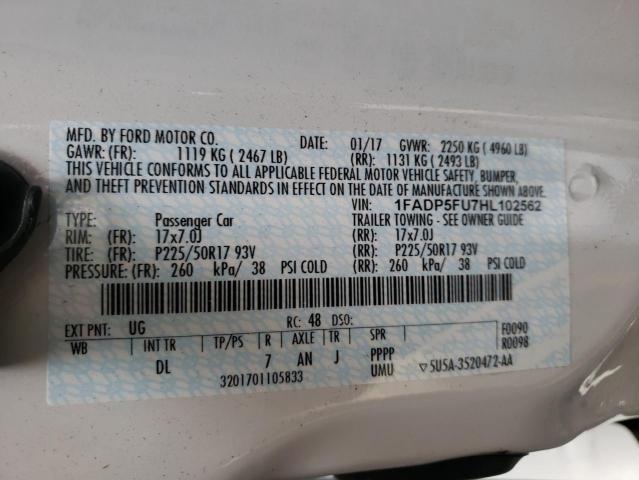 MFD. BY FORD MOTOR CO. DATE: 01/17 GVWR: 2250 KG ( 4960 LB)
GAWR: (FR): 1119 KG ( 2467 LB) (RR): 1131 KG ( 2493 LB)
THIS VEHICLE CONFORMS TO ALL APPLICABLE FEDERAL MOTOR VEHICLE SAFETY, BUMPER,
AND THEFT PREVENTION STANDARDS IN EFFECT ON THE DATE OF MANUFACTURE SHOWN ABOVE.
VIN: 1FADP5FU7HL102562
TYPE: Passenger Car TRAILER TOWING - SEE OWNER GUIDE
RIM: (FR): 17x7.0J (RR): 17x7.0J
TIRE: (FR): P225/50R17 93V (RR): P225/50R17 93V
PRESSURE: (FR): 260 kPa/ 38 PSI COLD (RR): 260 kPa/ 38 PSI COLD
EXT PNT: UG RC: 48 DSO: F0090
WB INT TR TP/PS R AXLE TR SPR R0098
DL 7 AN J PPPP
UMU ▽ 5U5A-3520472-AA
3201701105833